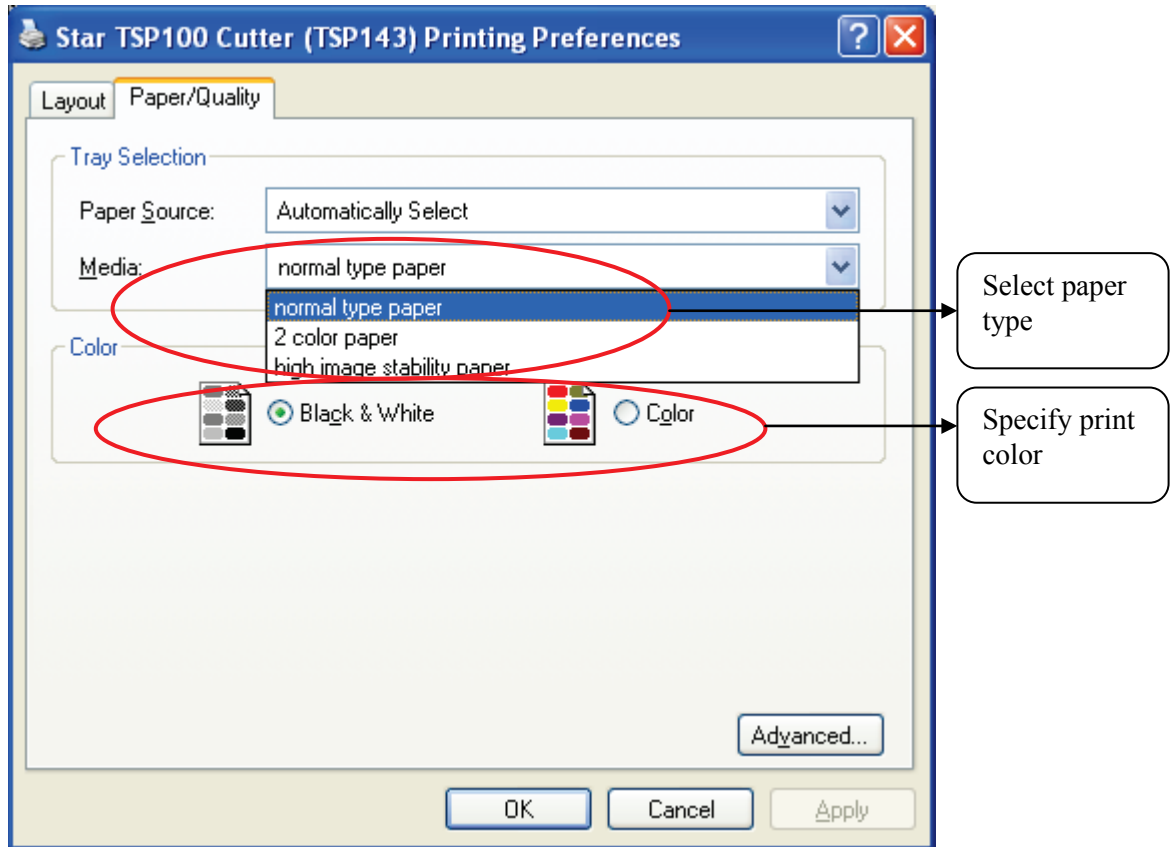 Star TSP100 Cutter (TSP143) Printing Preferences
Layout
Paper/Quality
Tray Selection
Paper Source:
Automatically Select
Media:
normal type paper
normal type paper
2 color paper
high image stability paper
Color
Black & White
Color
Advanced...
OK
Cancel
Apply
Select paper
type
Specify print
color